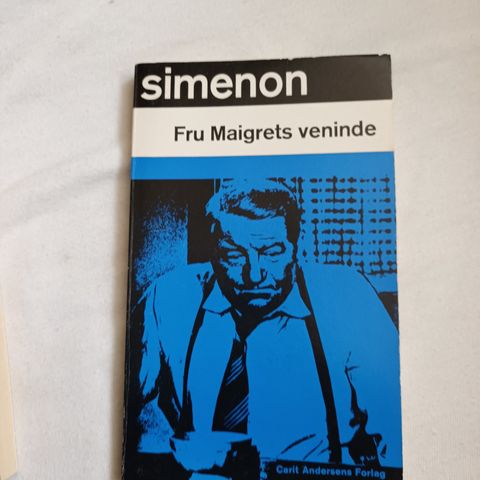 simenon
Fru Maigrets veninde
Carit Andersens Forlag